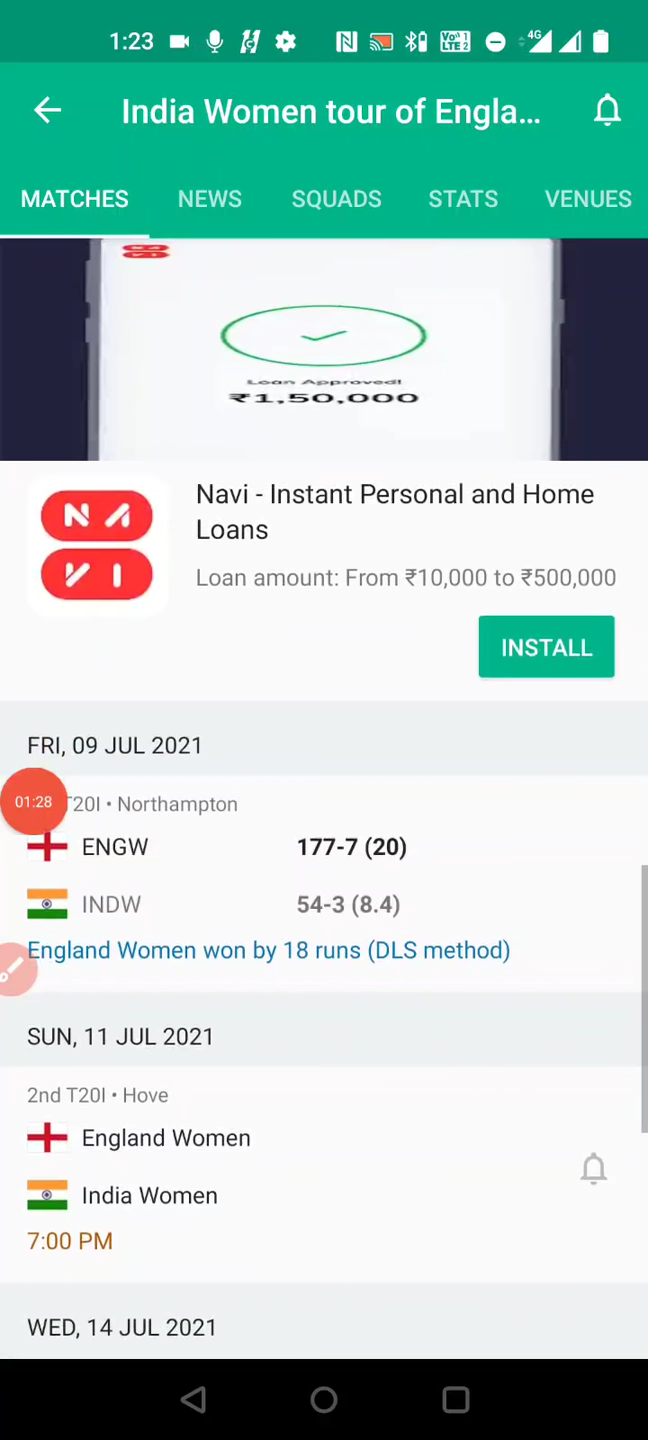 1:23
4G
India Women tour of Engla...
MATCHES NEWS SQUADS STATS VENUES
Loan Approved!
₹1,50,000
NAVI
Navi - Instant Personal and Home
Loans
Loan amount: From ₹10,000 to ₹500,000
INSTALL
FRI, 09 JUL 2021
01:28
T20I • Northampton
ENGW 177-7 (20)
INDW 54-3 (8.4)
England Women won by 18 runs (DLS method)
SUN, 11 JUL 2021
2nd T20I • Hove
England Women
India Women
7:00 PM
WED, 14 JUL 2021